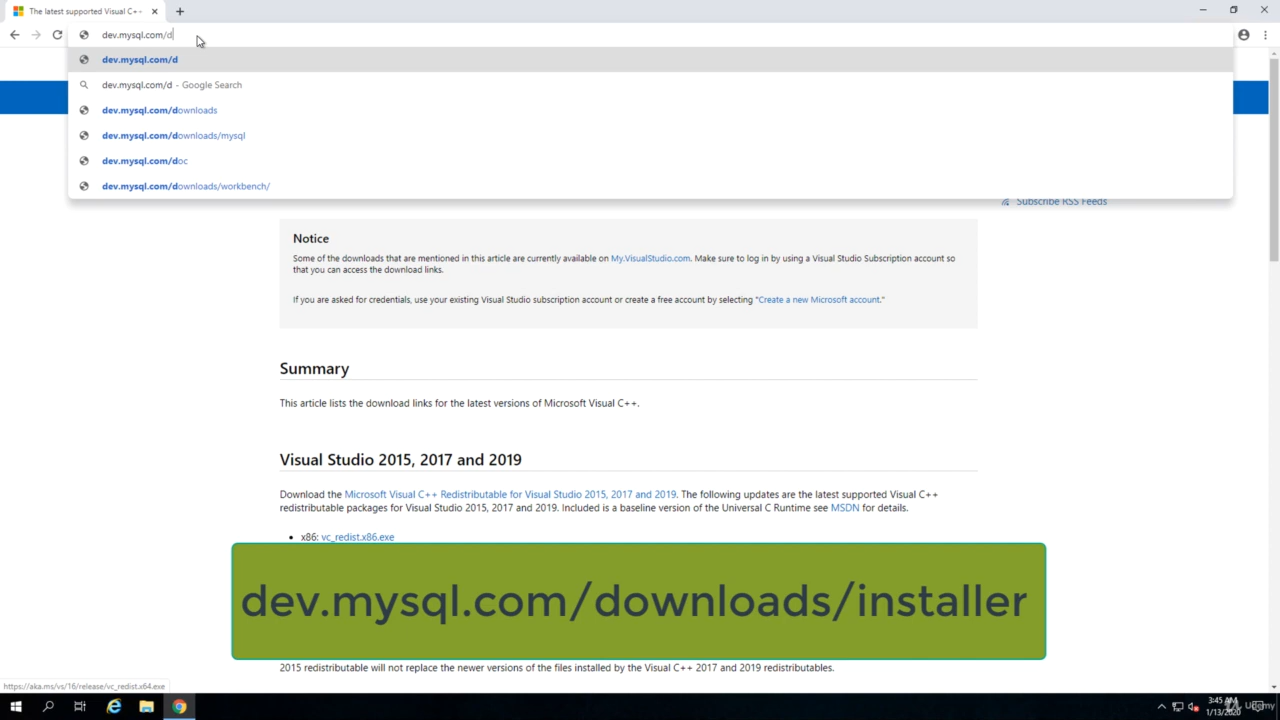 The latest supported Visual C++
dev.mysql.com/d
dev.mysql.com/d
dev.mysql.com/d - Google Search
dev.mysql.com/downloads
dev.mysql.com/downloads/mysql
dev.mysql.com/doc
dev.mysql.com/downloads/workbench/
Subscribe RSS Feeds
Notice
Some of the downloads that are mentioned in this article are currently available on My.VisualStudio.com. Make sure to log in by using a Visual Studio Subscription account so
that you can access the download links.
If you are asked for credentials, use your existing Visual Studio subscription account or create a free account by selecting "Create a new Microsoft account."
Summary
This article lists the download links for the latest versions of Microsoft Visual C++.
Visual Studio 2015, 2017 and 2019
Download the Microsoft Visual C++ Redistributable for Visual Studio 2015, 2017 and 2019. The following updates are the latest supported Visual C++
redistributable packages for Visual Studio 2015, 2017 and 2019. Included is a baseline version of the Universal C Runtime see MSDN for details.
x86: vc_redist.x86.exe
dev.mysql.com/downloads/installer
2015 redistributable will not replace the newer versions of the files installed by the Visual C++ 2017 and 2019 redistributables.
https://aka.ms/vs/16/release/vc_redist.x64.exe
3:45 AM
1/13/2020
Udemy